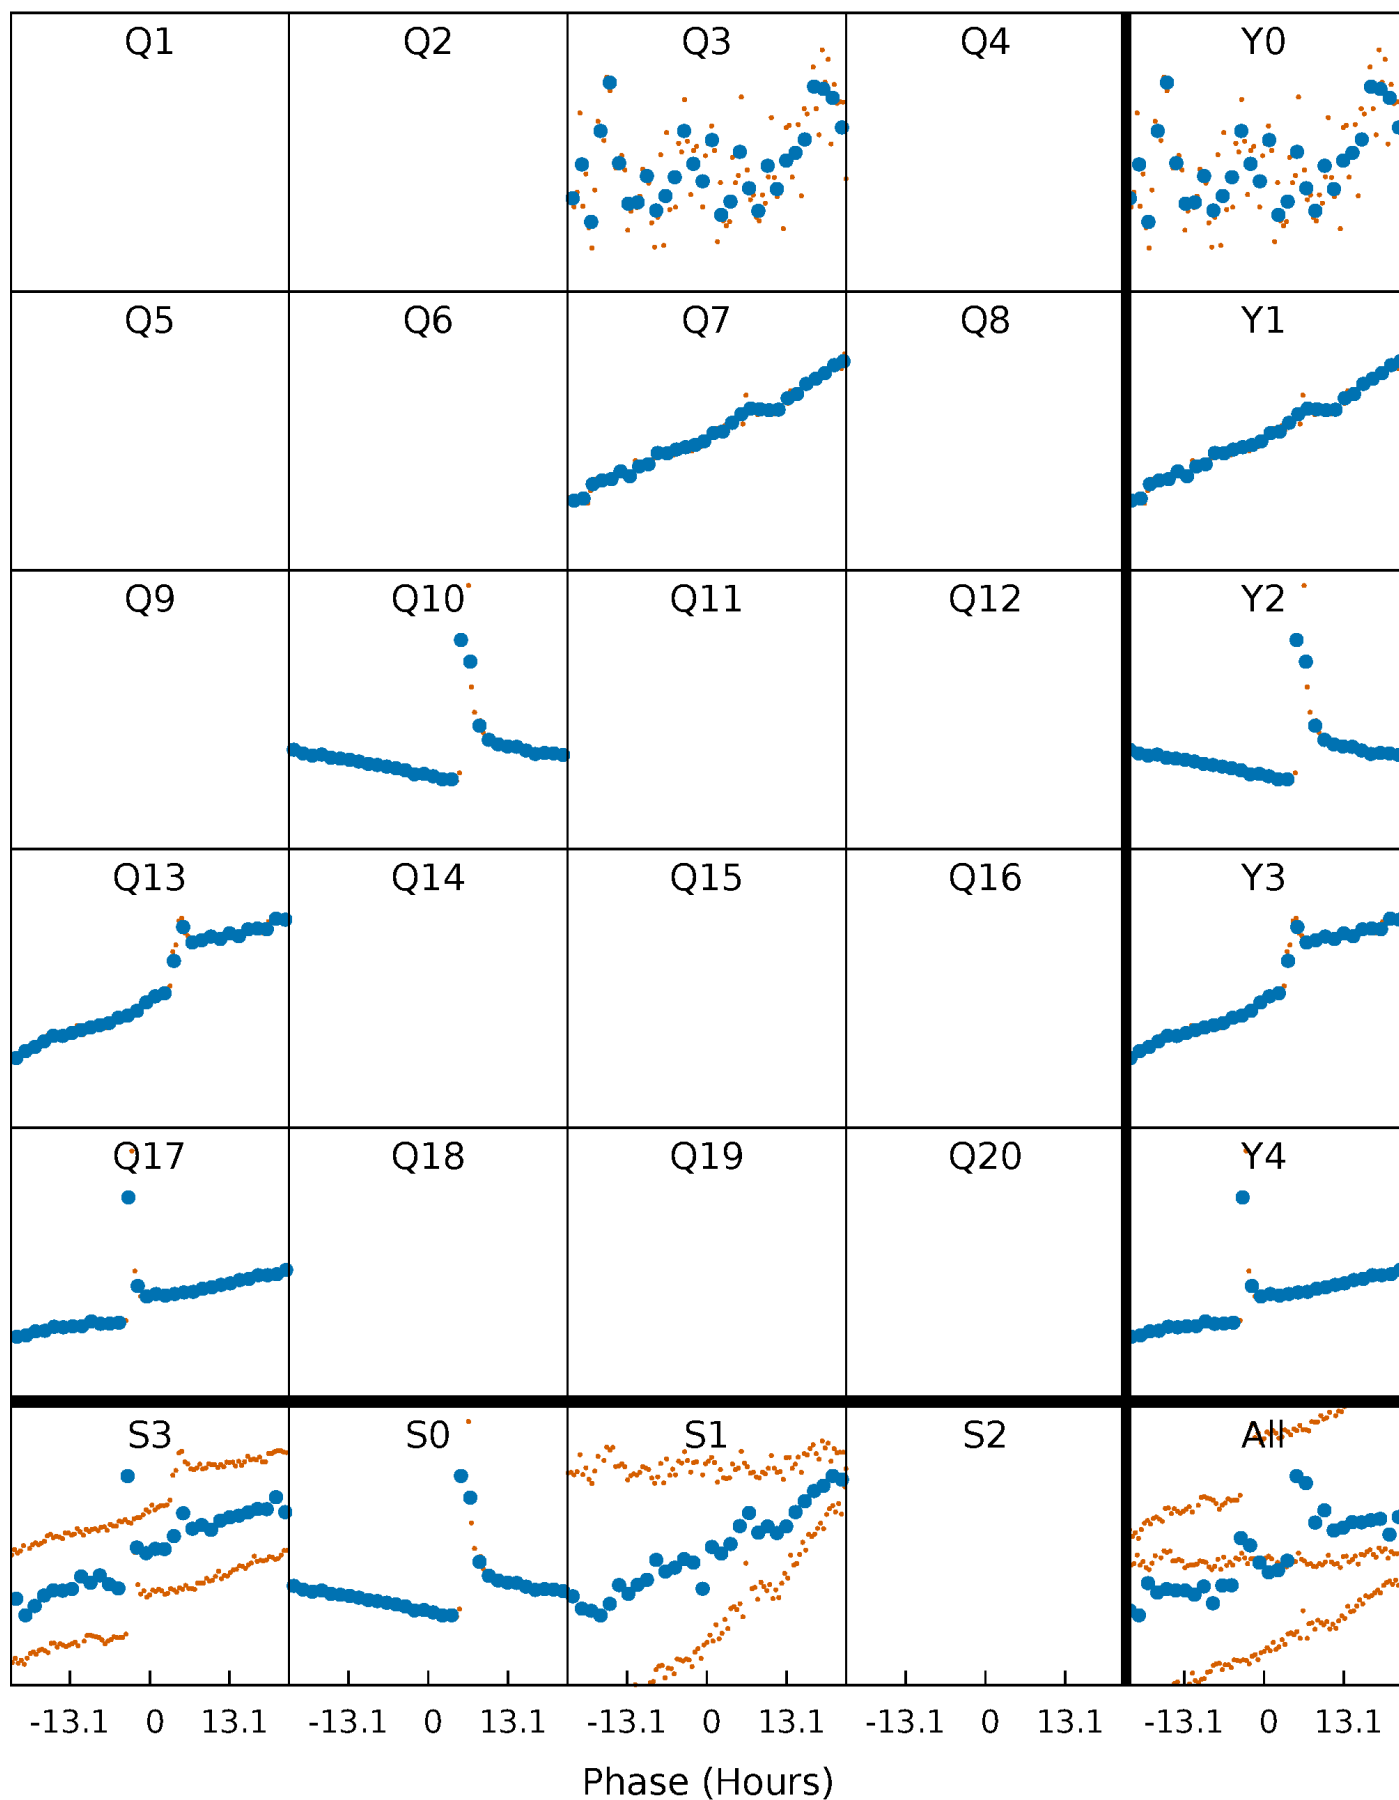 Q1 Q2 Q3 Q4 Y0
Q5 Q6 Q7 Q8 Y1
Q9 Q10 Q11 Q12 Y2
Q13 Q14 Q15 Q16 Y3
Q17 Q18 Q19 Q20 Y4
S3 S0 S1 S2 All
-13.1 0 13.1 -13.1 0 13.1 -13.1 0 13.1 -13.1 0 13.1 -13.1 0 13.1
Phase (Hours)